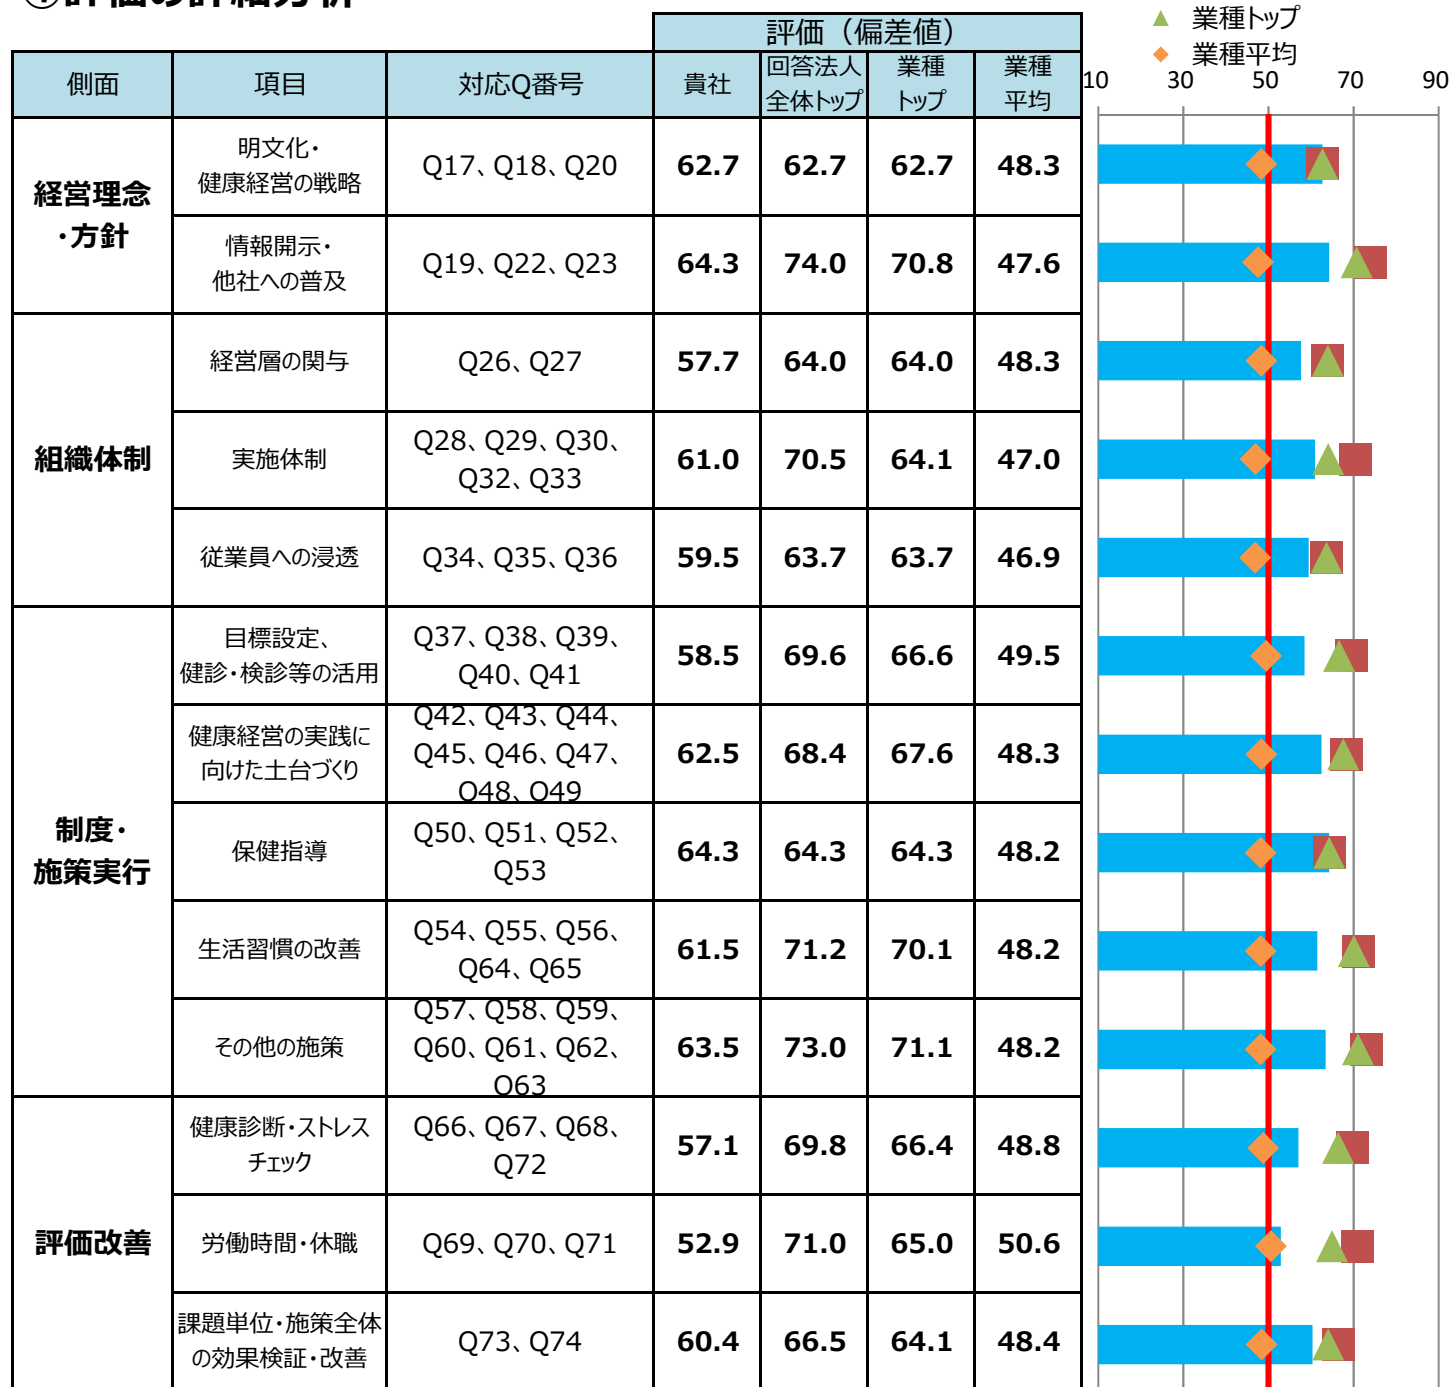 ①評価の詳細分析
▲ 業種トップ
◆ 業種平均
評価（偏差値）
側面 項目 対応Q番号 貴社 回答法人 業種 業種
全体トップ トップ 平均
10 30 50 70 90
経営理念
・方針
明文化・
健康経営の戦略
Q17、Q18、Q20 62.7 62.7 62.7 48.3
情報開示・
他社への普及
Q19、Q22、Q23 64.3 74.0 70.8 47.6
組織体制
経営層の関与 Q26、Q27 57.7 64.0 64.0 48.3
実施体制
Q28、Q29、Q30、
Q32、Q33
61.0 70.5 64.1 47.0
従業員への浸透 Q34、Q35、Q36 59.5 63.7 63.7 46.9
制度・
施策実行
目標設定、
健診・検診等の活用
Q37、Q38、Q39、
Q40、Q41
58.5 69.6 66.6 49.5
健康経営の実践に
向けた土台づくり
Q42、Q43、Q44、
Q45、Q46、Q47、
Q48、Q49
62.5 68.4 67.6 48.3
保健指導
Q50、Q51、Q52、
Q53
64.3 64.3 64.3 48.2
生活習慣の改善
Q54、Q55、Q56、
Q64、Q65
61.5 71.2 70.1 48.2
その他の施策
Q57、Q58、Q59、
Q60、Q61、Q62、
Q63
63.5 73.0 71.1 48.2
評価改善
健康診断・ストレス
チェック
Q66、Q67、Q68、
Q72
57.1 69.8 66.4 48.8
労働時間・休職 Q69、Q70、Q71 52.9 71.0 65.0 50.6
課題単位・施策全体
の効果検証・改善
Q73、Q74 60.4 66.5 64.1 48.4